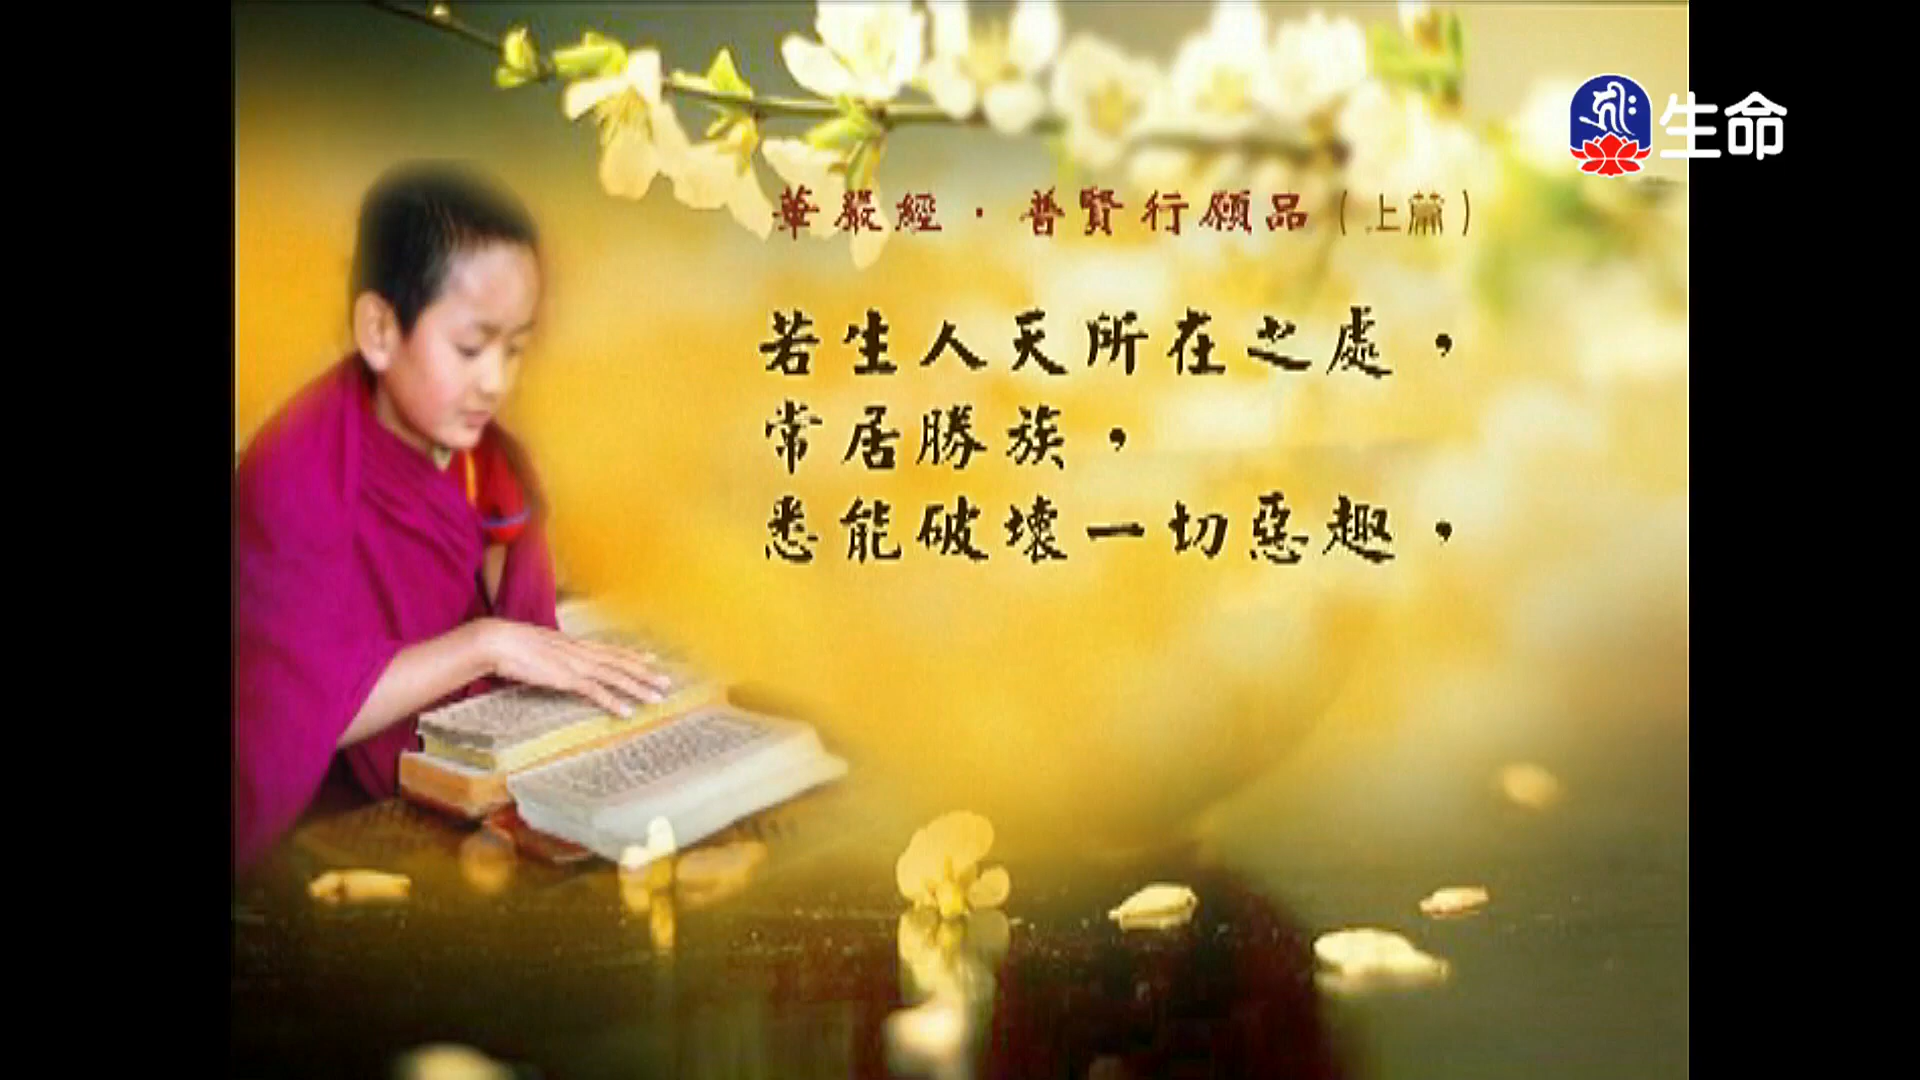 生命
華嚴經·普賢行願品（上篇）
若生人天所在之處，
常居勝族，
悉能破壞一切惡趣，